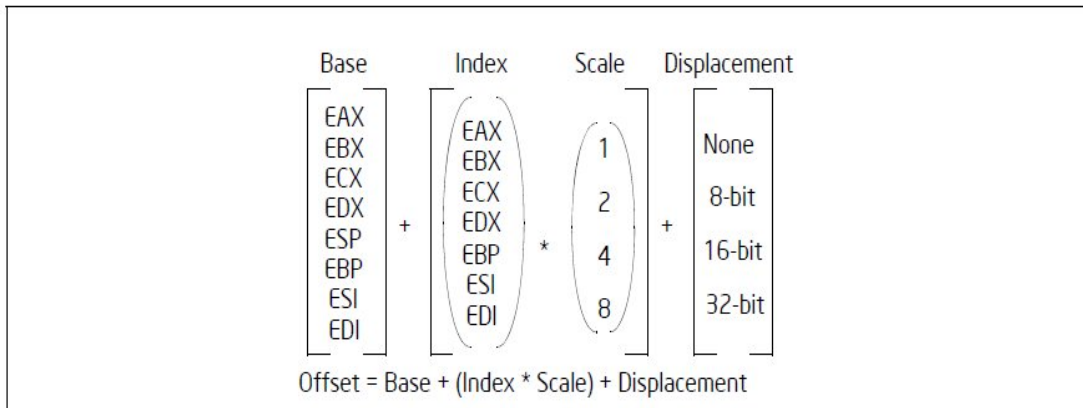 Base Index Scale Displacement
EAX
EBX
ECX
EDX
ESP
EBP
ESI
EDI
+
EAX
EBX
ECX
EDX
EBP
ESI
EDI
*
1
2
4
8
+
None
8-bit
16-bit
32-bit
Offset = Base + (Index * Scale) + Displacement